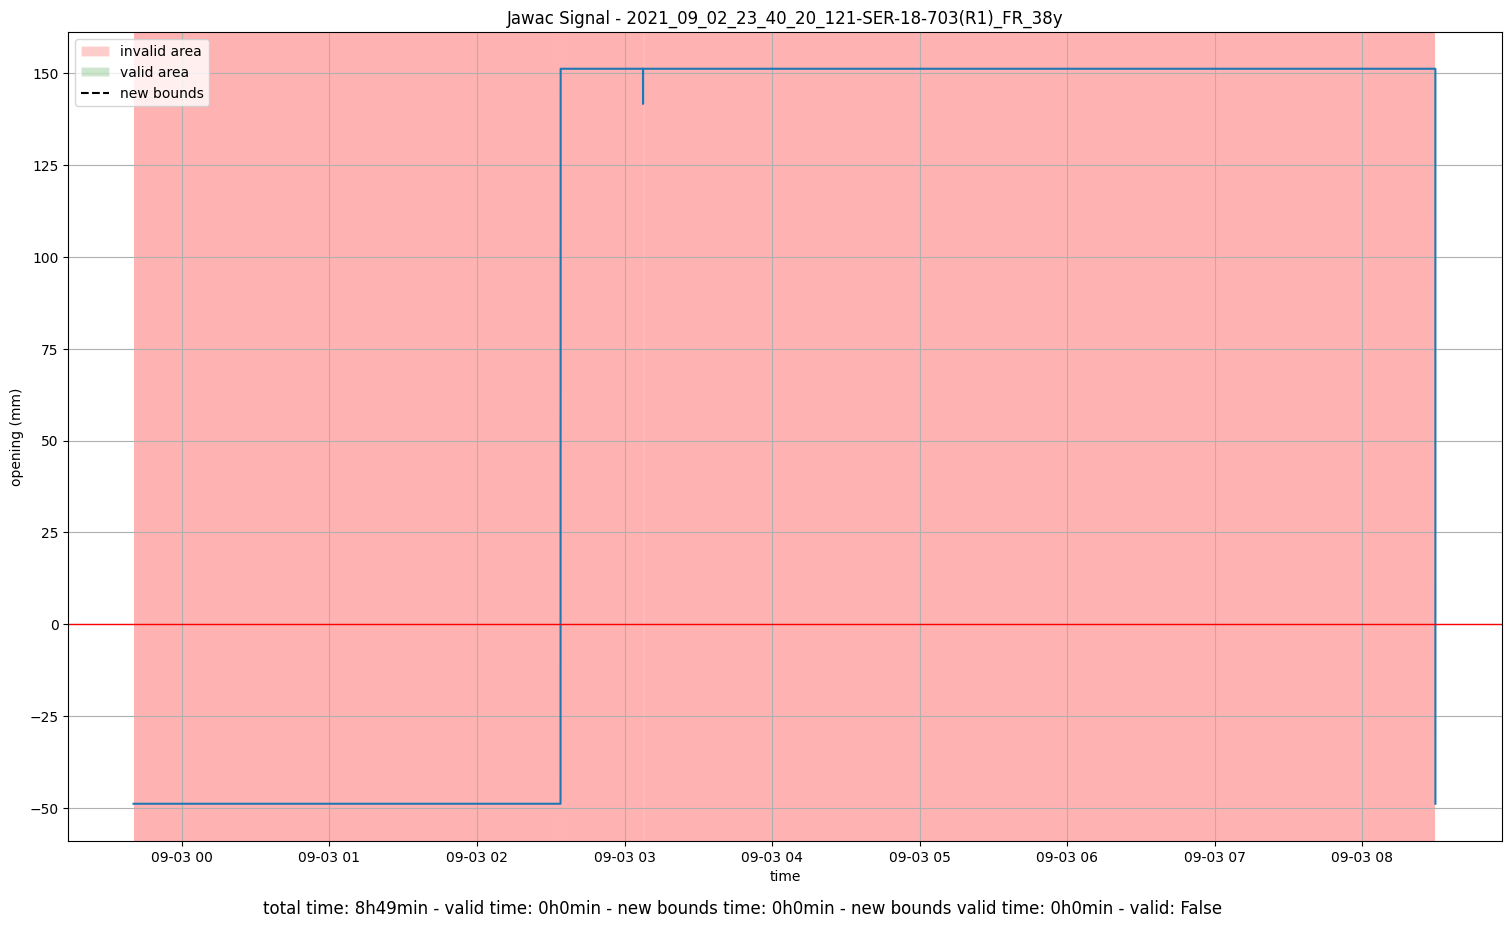 Jawac Signal - 2021_09_02_23_40_20_121-SER-18-703(R1)_FR_38y
invalid area
valid area
new bounds
150
125
100
75
50
25
0
−25
−50
opening (mm)
09-03 00 09-03 01 09-03 02 09-03 03 09-03 04 09-03 05 09-03 06 09-03 07 09-03 08
time
total time: 8h49min - valid time: 0h0min - new bounds time: 0h0min - new bounds valid time: 0h0min - valid: False